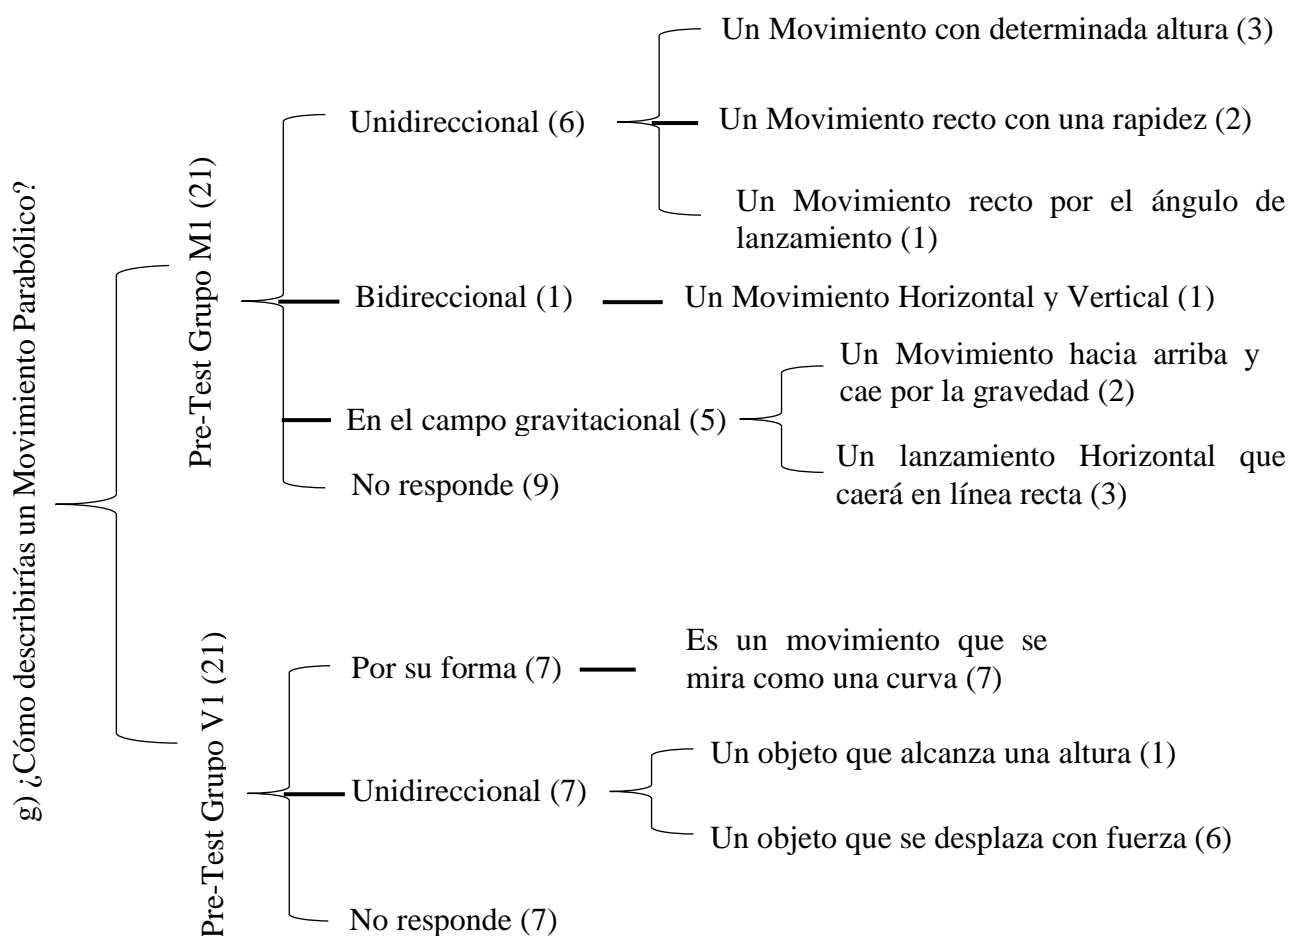 g) ¿Cómo describirías un Movimiento Parabólico?
Pre-Test Grupo M1 (21)
Unidireccional (6)
Un Movimiento con determinada altura (3)
Un Movimiento recto con una rapidez (2)
Un Movimiento recto por el ángulo de
lanzamiento (1)
Bidireccional (1)
Un Movimiento Horizontal y Vertical (1)
En el campo gravitacional (5)
Un Movimiento hacia arriba y
cae por la gravedad (2)
Un lanzamiento Horizontal que
caerá en línea recta (3)
No responde (9)
Pre-Test Grupo V1 (21)
Por su forma (7)
Es un movimiento que se
mira como una curva (7)
Unidireccional (7)
Un objeto que alcanza una altura (1)
Un objeto que se desplaza con fuerza (6)
No responde (7)